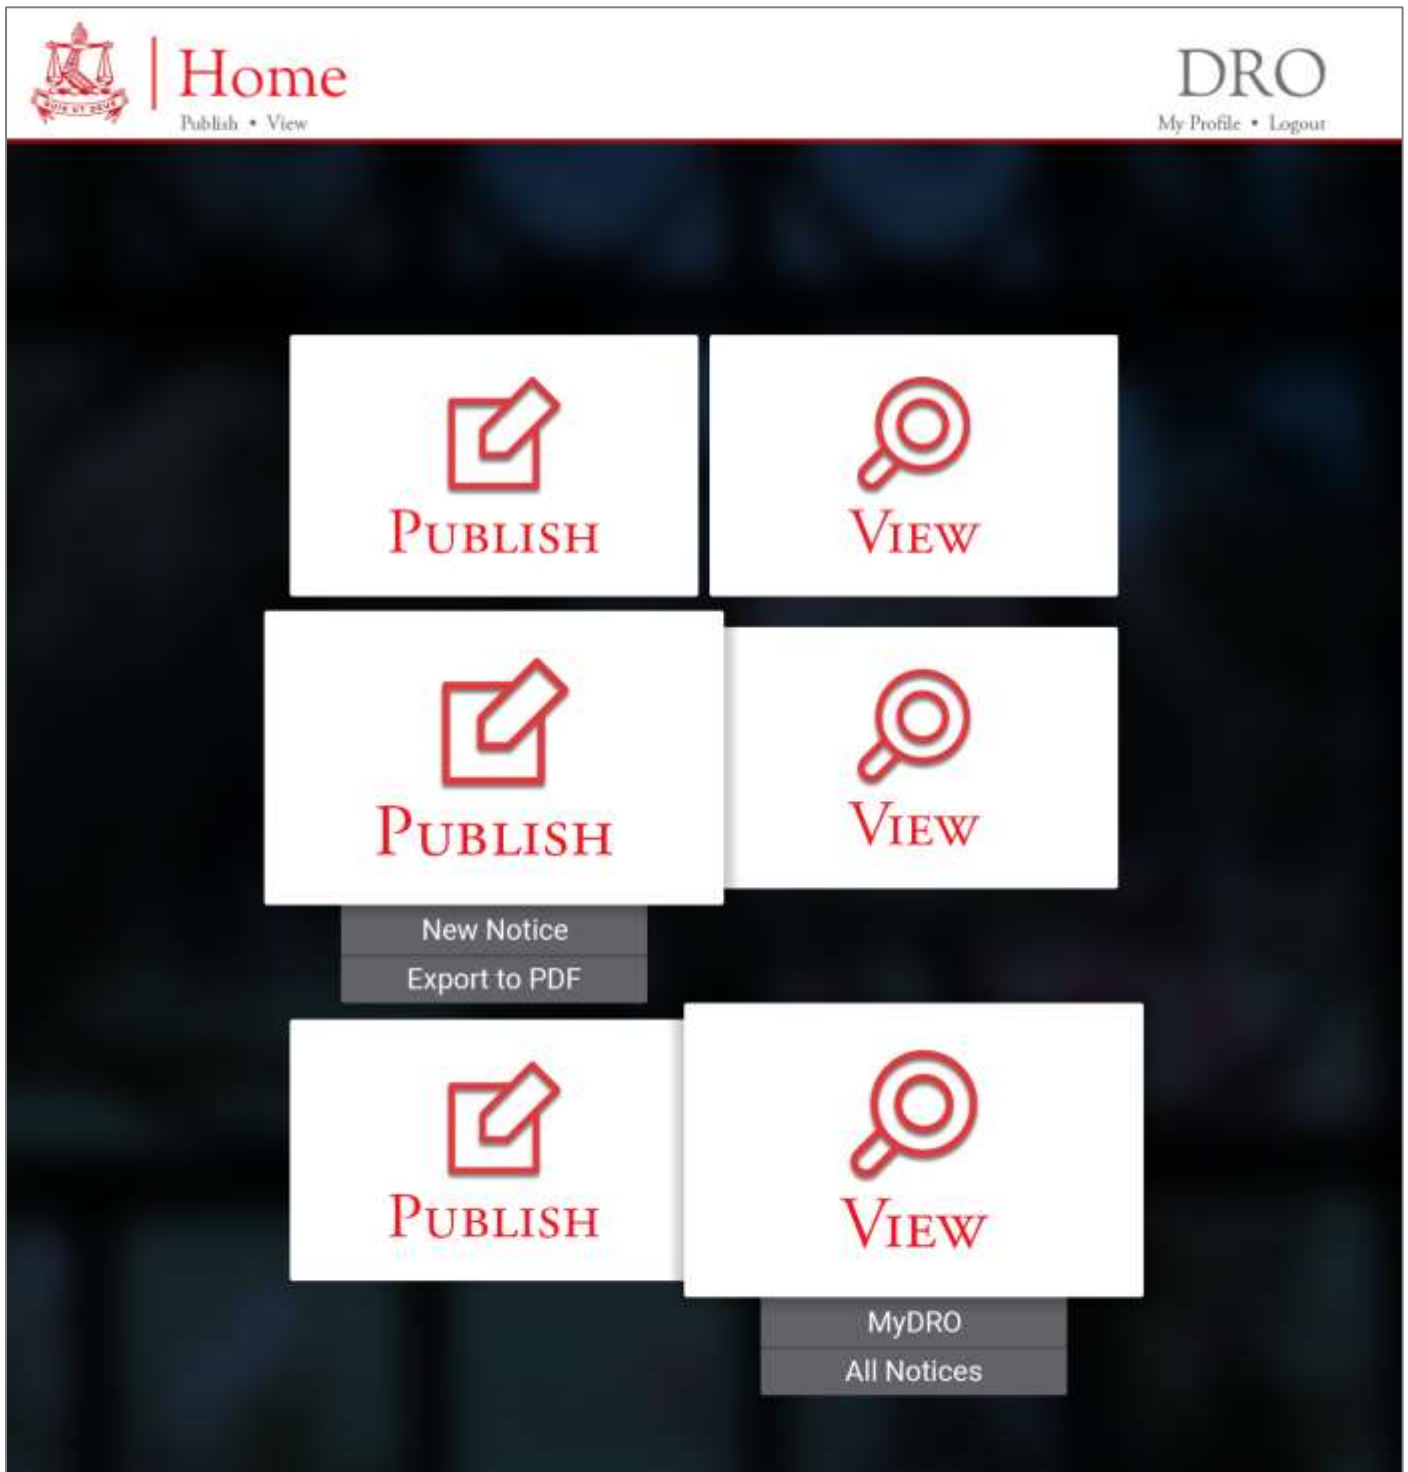 Home
Publish • View
DRO
My Profile • Logout
PUBLISH
VIEW
PUBLISH
VIEW
New Notice
Export to PDF
PUBLISH
VIEW
MyDRO
All Notices